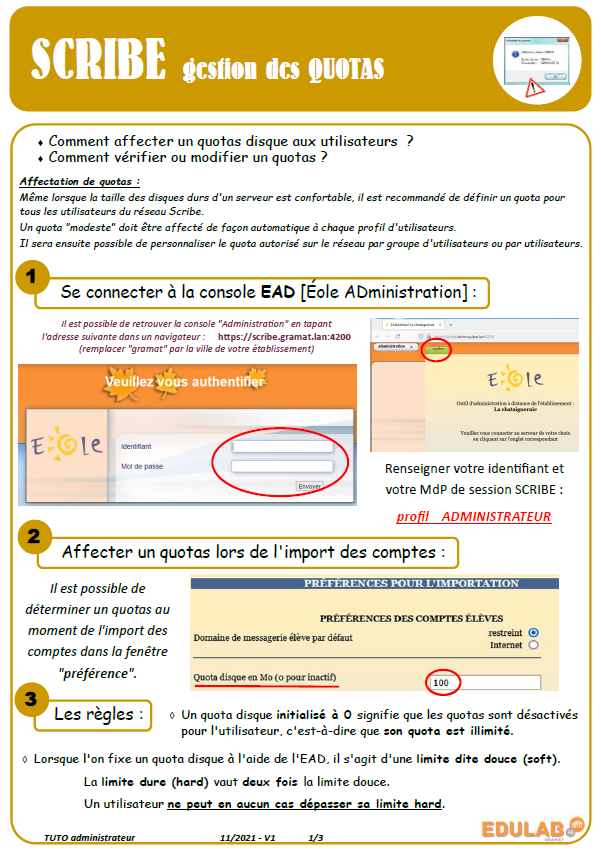 SCRIBE gestion des QUOTAS
♦ Comment affecter un quotas disque aux utilisateurs ?
♦ Comment vérifier ou modifier un quotas ?
Affectation de quotas :
Même lorsque la taille des disques durs d'un serveur est confortable, il est recommandé de définir un quota pour
tous les utilisateurs du réseau Scribe.
Un quota "modeste" doit être affecté de façon automatique à chaque profil d'utilisateurs.
Il sera ensuite possible de personnaliser le quota autorisé sur le réseau par groupe d'utilisateurs ou par utilisateurs.
1
Se connecter à la console EAD [Éole ADministration] :
Il est possible de retrouver la console "Administration" en tapant
l'adresse suivante dans un navigateur : https://scribe.gramat.lan:4200
(remplacer "gramat" par la ville de votre établissement)
Veuillez vous authentifier
EOLe
Identifiant
Mot de passe
Envoyer
Administration
EOLe
Outil d'administration à distance de l'établissement :
La chataigneraie
Veuillez vous connecter au serveur de votre choix
en cliquant sur l'onglet correspondant
Renseigner votre identifiant et
votre MdP de session SCRIBE :
profil ADMINISTRATEUR
2
Affecter un quotas lors de l'import des comptes :
Il est possible de
déterminer un quotas au
moment de l'import des
comptes dans la fenêtre
"préférence".
PRÉFÉRENCES POUR L'IMPORTATION
PRÉFÉRENCES DES COMPTES ÉLÈVES
Domaine de messagerie élève par défaut
restreint
Internet
Quota disque en Mo (0 pour inactif)
100
3
Les règles :
◊ Un quota disque initialisé à 0 signifie que les quotas sont désactivés
pour l'utilisateur, c'est-à-dire que son quota est illimité.
◊ Lorsque l'on fixe un quota disque à l'aide de l'EAD, il s'agit d'une limite dite douce (soft).
La limite dure (hard) vaut deux fois la limite douce.
Un utilisateur ne peut en aucun cas dépasser sa limite hard.
TUTO administrateur 11/2021 - V1 1/3
EDULAB
GRAMAT